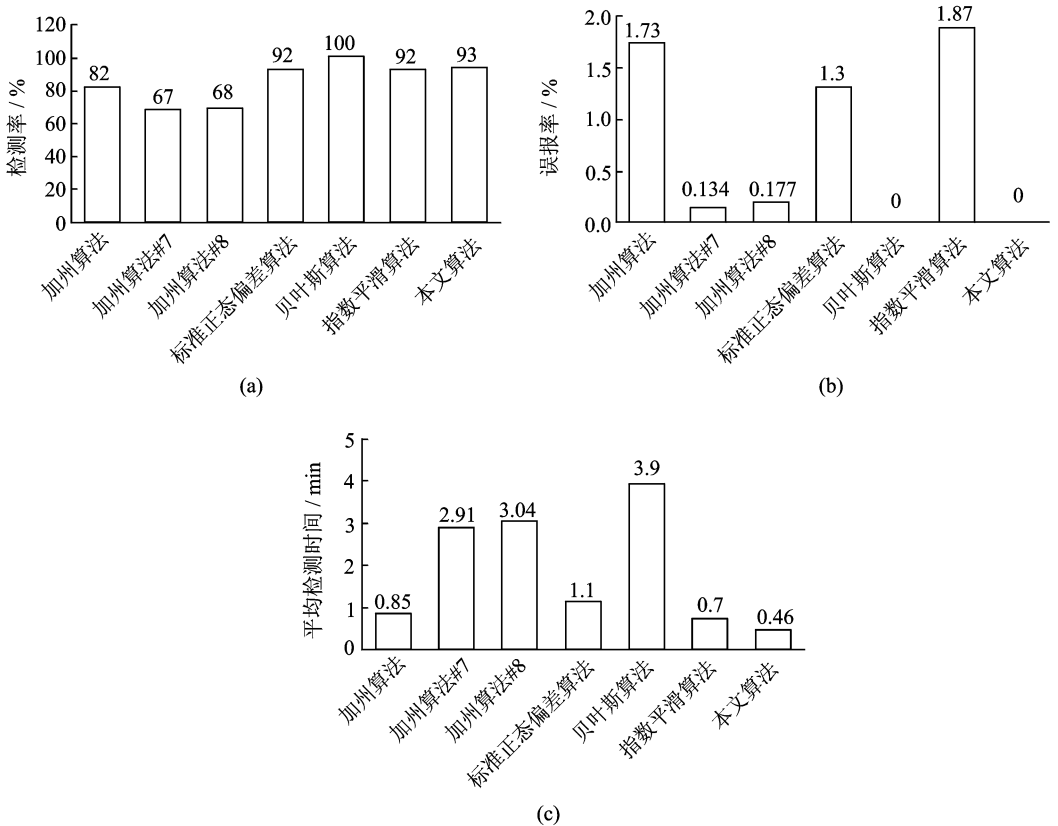 检测率 / %
120
100
80
60
40
20
0
82
67
68
92
100
92
93
加州算法
加州算法#7
加州算法#8
标准正态偏差算法
贝叶斯算法
指数平滑算法
本文算法
(a)
误报率 / %
2.0
1.5
1.0
0.5
0.0
1.73
0.134
0.177
1.3
0
1.87
0
加州算法
加州算法#7
加州算法#8
标准正态偏差算法
贝叶斯算法
指数平滑算法
本文算法
(b)
平均检测时间 / min
5
4
3
2
1
0
0.85
2.91
3.04
1.1
3.9
0.7
0.46
加州算法
加州算法#7
加州算法#8
标准正态偏差算法
贝叶斯算法
指数平滑算法
本文算法
(c)